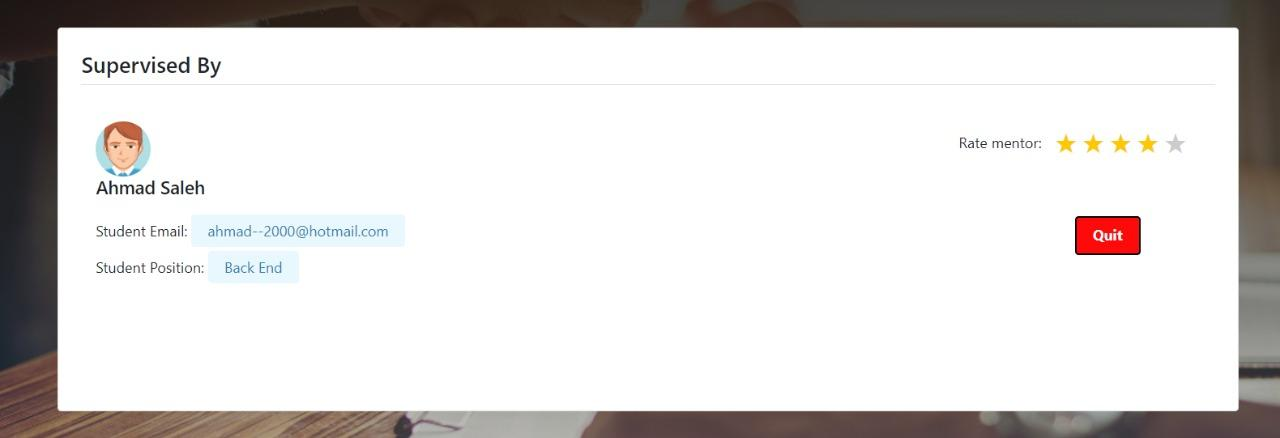 Supervised By
Rate mentor:
Ahmad Saleh
Student Email: ahmad--2000@hotmail.com
Quit
Student Position: Back End